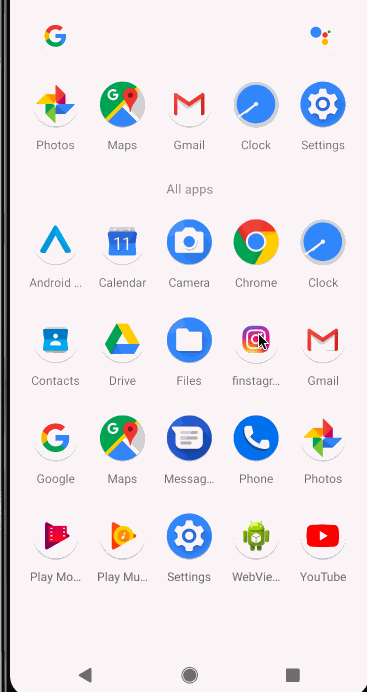 Photos Maps Gmail Clock Settings
All apps
11
Android ... Calendar Camera Chrome Clock
Contacts Drive Files finstagr... Gmail
Google Maps Messag... Phone Photos
Play Mo... Play Mu... Settings WebVie... YouTube